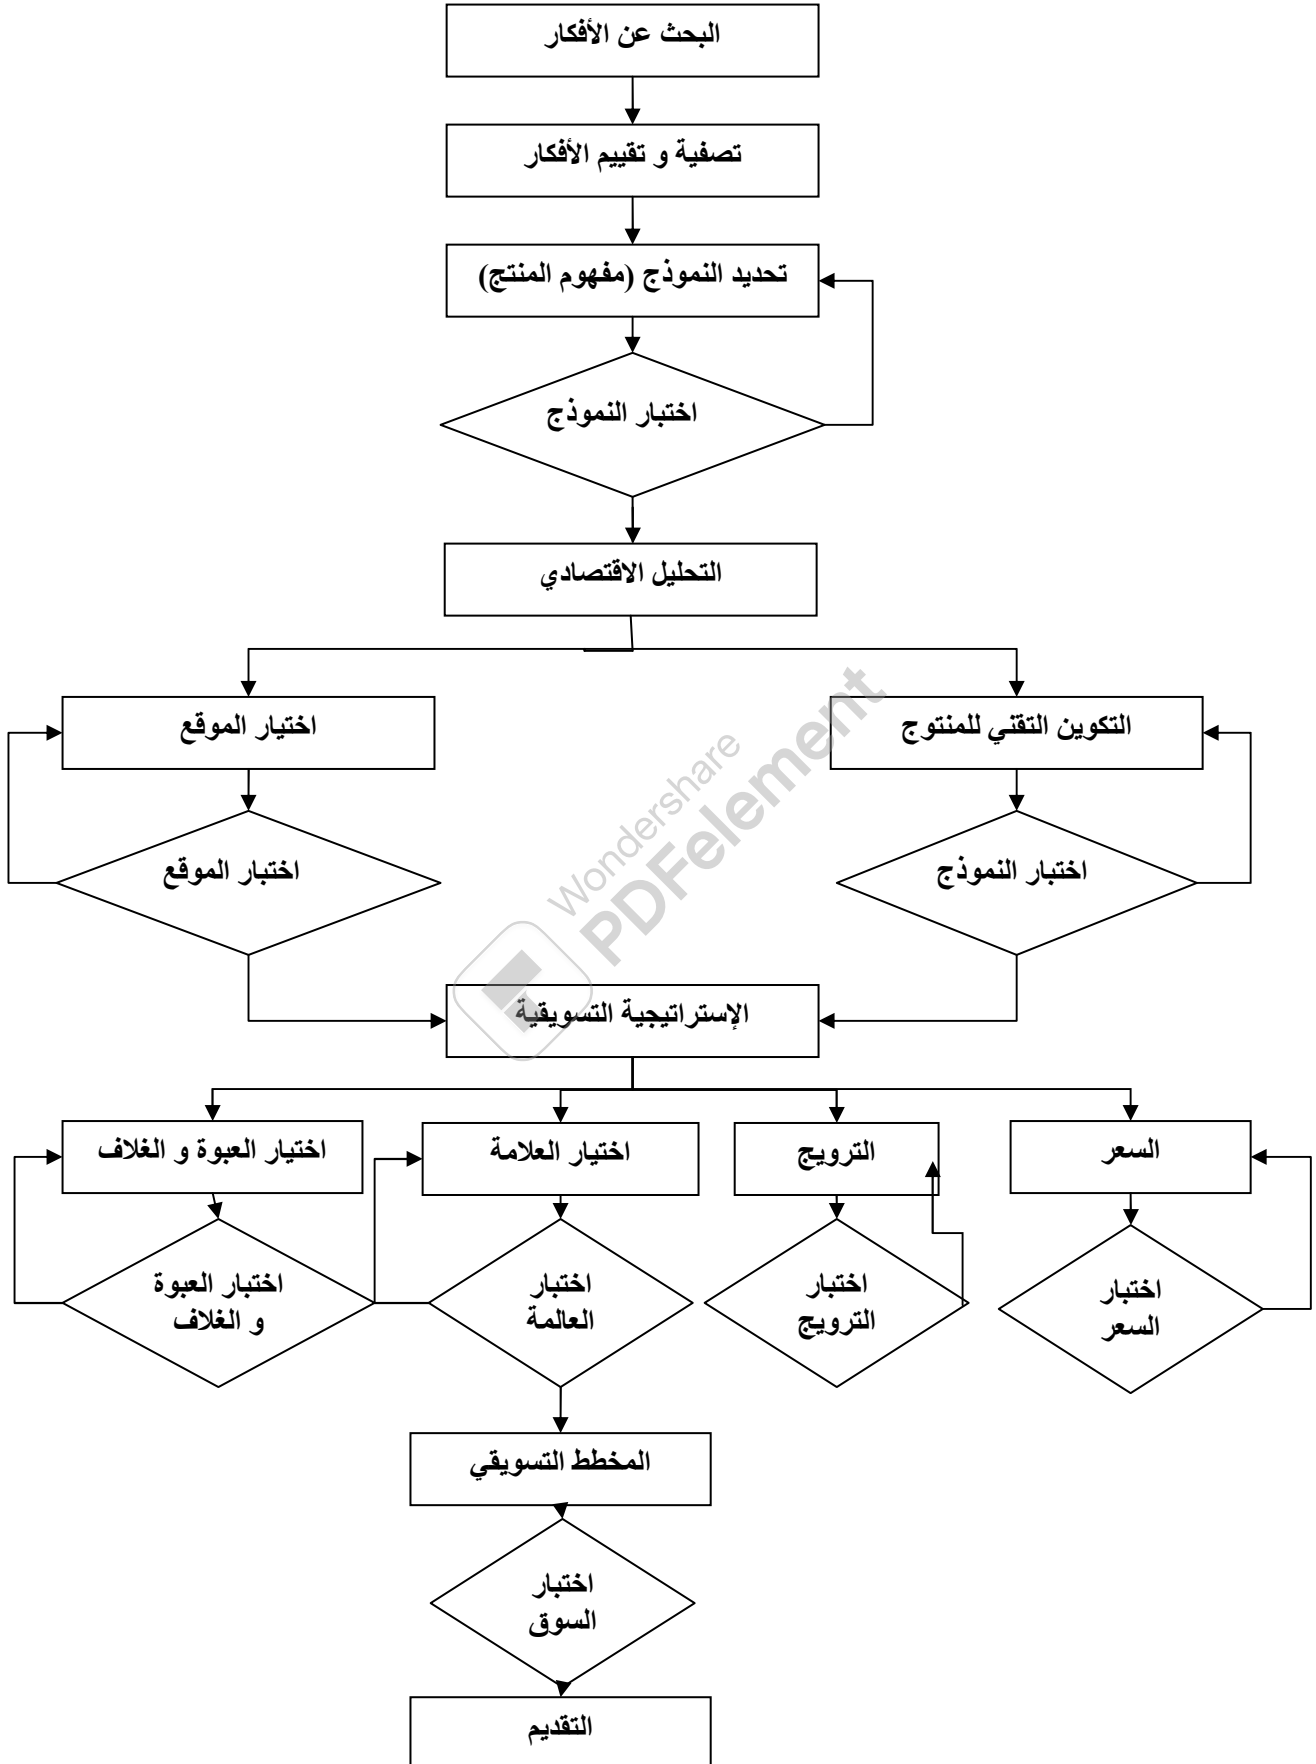 البحث عن الأفكار
تصفية و تقييم الأفكار
تحديد النموذج (مفهوم المنتج)
اختبار النموذج
التحليل الاقتصادي
التكوين التقني للمنتوج
اختيار الموقع
اختبار النموذج
اختبار الموقع
Wondershare
PDFelement
الإستراتيجية التسويقية
السعر
الترويج
اختيار العلامة
اختيار العبوة و الغلاف
اختبار
السعر
اختبار
الترويج
اختبار
العالمة
اختبار العبوة
و الغلاف
المخطط التسويقي
اختبار
السوق
التقديم